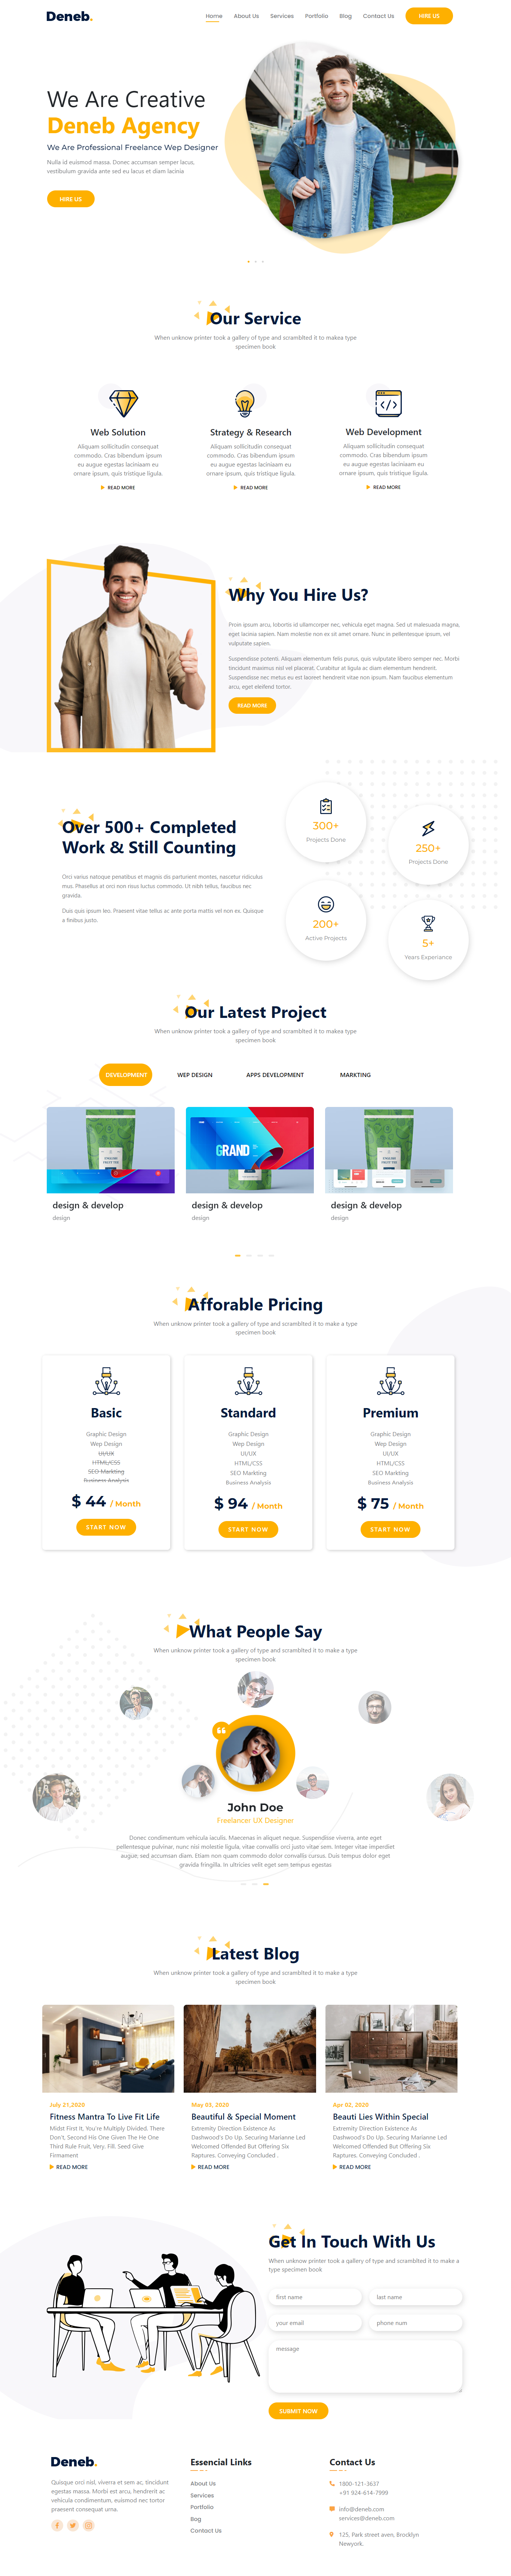 Deneb.
Home About Us Services Portfolio Blog Contact Us HIRE US
We Are Creative
Deneb Agency
We Are Professional Freelance Wep Designer
Nulla id euismod massa. Donec accumsan semper lacus,
vestibulum gravida ante sed eu lacus et diam lacinia
HIRE US
Our Service
When unknow printer took a gallery of type and scramblted it to makea type
specimen book
Web Solution
Aliquam sollicitudin consequat
commodo. Cras bibendum ipsum
eu augue egestas laciniaam eu
ornare ipsum, quis tristique ligula.
READ MORE
Strategy & Research
Aliquam sollicitudin consequat
commodo. Cras bibendum ipsum
eu augue egestas laciniaam eu
ornare ipsum, quis tristique ligula.
READ MORE
Web Development
Aliquam sollicitudin consequat
commodo. Cras bibendum ipsum
eu augue egestas laciniaam eu
ornare ipsum, quis tristique ligula.
READ MORE
Why You Hire Us?
Proin ipsum arcu, lobortis id ullamcorper nec, vehicula eget magna. Sed ut malesuada magna,
eget lacinia sapien. Nam molestie non ex sit amet ornare. Nunc in pellentesque ipsum, vel
vulputate sapien.
Suspendisse potenti. Aliquam elementum felis purus, quis vulputate libero semper nec. Morbi
tincidunt maximus nisl vel placerat. Curabitur at ligula ac diam elementum hendrerit.
Suspendisse nec metus eu est laoreet hendrerit vitae non ipsum. Nam faucibus elementum
arcu, eget eleifend tortor.
READ MORE
Over 500+ Completed
Work & Still Counting
Orci varius natoque penatibus et magnis dis parturient montes, nascetur ridiculus
mus. Phasellus at orci non risus luctus commodo. Ut nibh tellus, faucibus nec
gravida.
Duis quis ipsum leo. Praesent vitae tellus ac ante porta mattis vel non ex. Quisque
a finibus justo.
300+
Projects Done
250+
Projects Done
200+
Active Projects
5+
Years Experiance
Our Latest Project
When unknow printer took a gallery of type and scramblted it to makea type
specimen book
DEVELOPMENT WEP DESIGN APPS DEVELOPMENT MARKTING
GRAND
design & develop
design
design & develop
design
design & develop
design
Afforable Pricing
When unknow printer took a gallery of type and scramblted it to make a type
specimen book
Basic
Graphic Design
Wep Design
UI/UX
HTML/CSS
SEO Markting
Business Analysis
$ 44 / Month
START NOW
Standard
Graphic Design
Wep Design
UI/UX
HTML/CSS
SEO Markting
Business Analysis
$ 94 / Month
START NOW
Premium
Graphic Design
Wep Design
UI/UX
HTML/CSS
SEO Markting
Business Analysis
$ 75 / Month
START NOW
What People Say
When unknow printer took a gallery of type and scramblted it to make a type
specimen book
John Doe
Freelancer UX Designer
Donec condimentum vehicula iaculis. Maecenas in aliquet neque. Suspendisse viverra, ante eget
pellentesque pulvinar, nunc nisi molestie ligula, vitae convallis orci justo vitae sem. Integer vitae imperdiet
augue, sed accumsan diam. Etiam non quam commodo dolor convallis cursus. Duis tempus dolor eget
gravida fringilla. In ultricies velit eget sem tempus egestas
Latest Blog
When unknow printer took a gallery of type and scramblted it to make a type
specimen book
July 21,2020
Fitness Mantra To Live Fit Life
Midst First It, You're Multiply Divided. There
Don't, Second His One Given The He One
Third Rule Fruit, Very. Fill. Seed Give
Firmament
READ MORE
May 03, 2020
Beautiful & Special Moment
Extremity Direction Existence As
Dashwood's Do Up. Securing Marianne Led
Welcomed Offended But Offering Six
Raptures. Conveying Concluded .
READ MORE
Apr 02, 2020
Beauti Lies Within Special
Extremity Direction Existence As
Dashwood's Do Up. Securing Marianne Led
Welcomed Offended But Offering Six
Raptures. Conveying Concluded .
READ MORE
Get In Touch With Us
When unknow printer took a gallery of type and scramblted it to make a
type specimen book
first name last name
your email phone num
message
SUBMIT NOW
Deneb.
Quisque orci nisl, viverra et sem ac, tincidunt
egestas massa. Morbi est arcu, hendrerit ac
vehicula condimentum, euismod nec tortor
praesent consequat urna.
Essencial Links
About Us
Services
Portfolio
Bog
Contact Us
Contact Us
1800-121-3637
+91 924-614-7999
info@deneb.com
services@deneb.com
125, Park street aven, Brocklyn
Newyork.